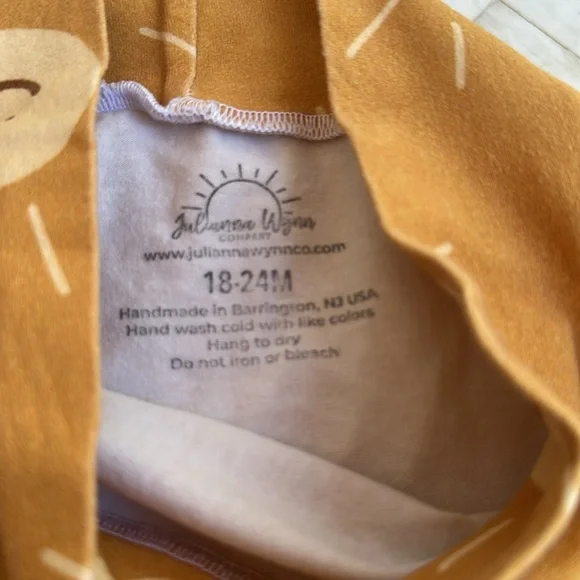 Julianna Wynn
COMPANY
www.juliannawynnco.com
18-24M
Handmade in Barrington, NJ USA
Hand wash cold with like colors
Hang to dry
Do not iron or bleach